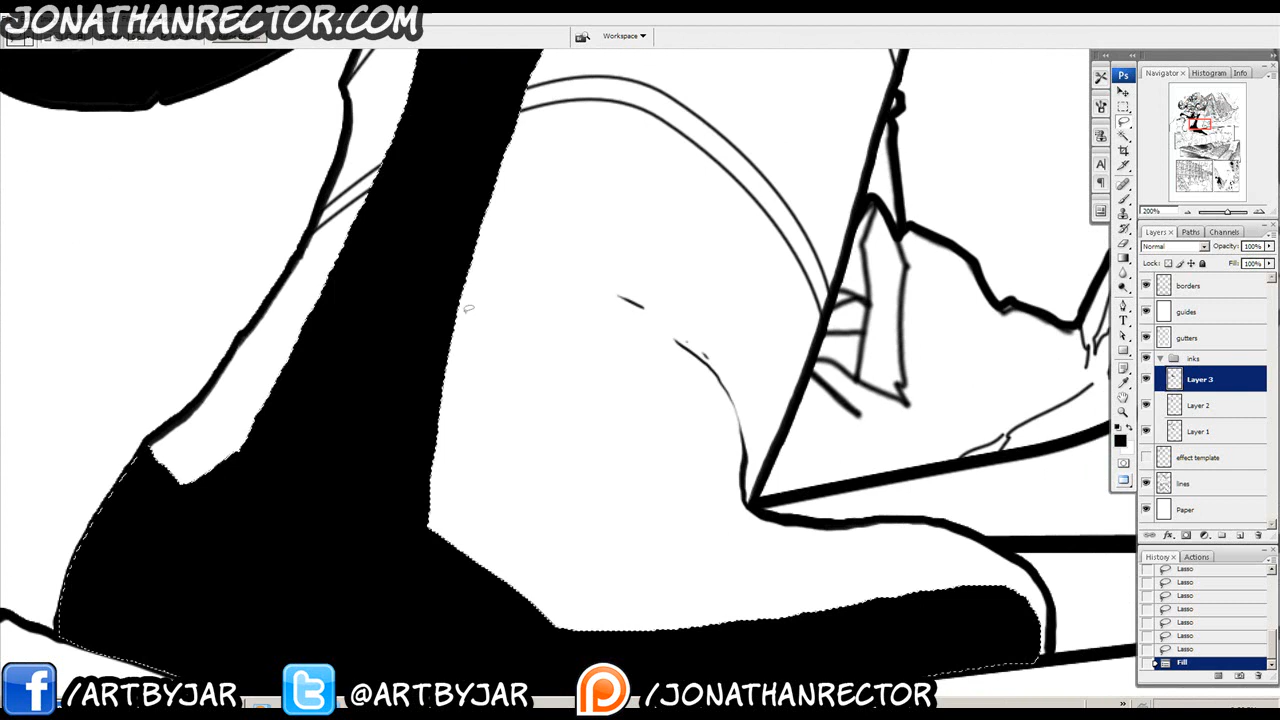 JONATHANRECTOR.COM
Workspace
Ps
Navigator Histogram Info
200%
Layers Paths Channels
Normal Opacity: 100%
Lock: Fill: 100%
borders
guides
gutters
inks
Layer 3
Layer 2
Layer 1
effect template
lines
Paper
fx
History Actions
Lasso
Lasso
Lasso
Lasso
Lasso
Lasso
Lasso
Fill
/ARTBYJAR @ARTBYJAR /JONATHANRECTOR